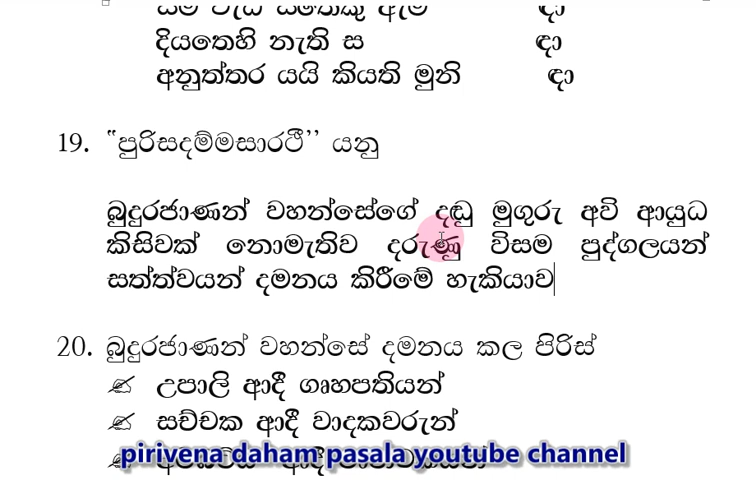 දියතෙහි නැති ස ඳා
අනුත්තර යයි කියති මුනි ඳා
19. “පුරිසදම්මසාරථී’’ යනු
බුදුරජාණන් වහන්සේගේ දඬු මුගුරු අවි ආයුධ
කිසිවක් නොමැතිව දරුණු විසම පුද්ගලයන්
සත්ත්වයන් දමනය කිරීමේ හැකියාව
20. බුදුරජාණන් වහන්සේ දමනය කල පිරිස්
උපාලි ආදී ගෘහපතියන්
සච්චක ආදී වාදකවරුන්
pirivena daham pasala youtube channel